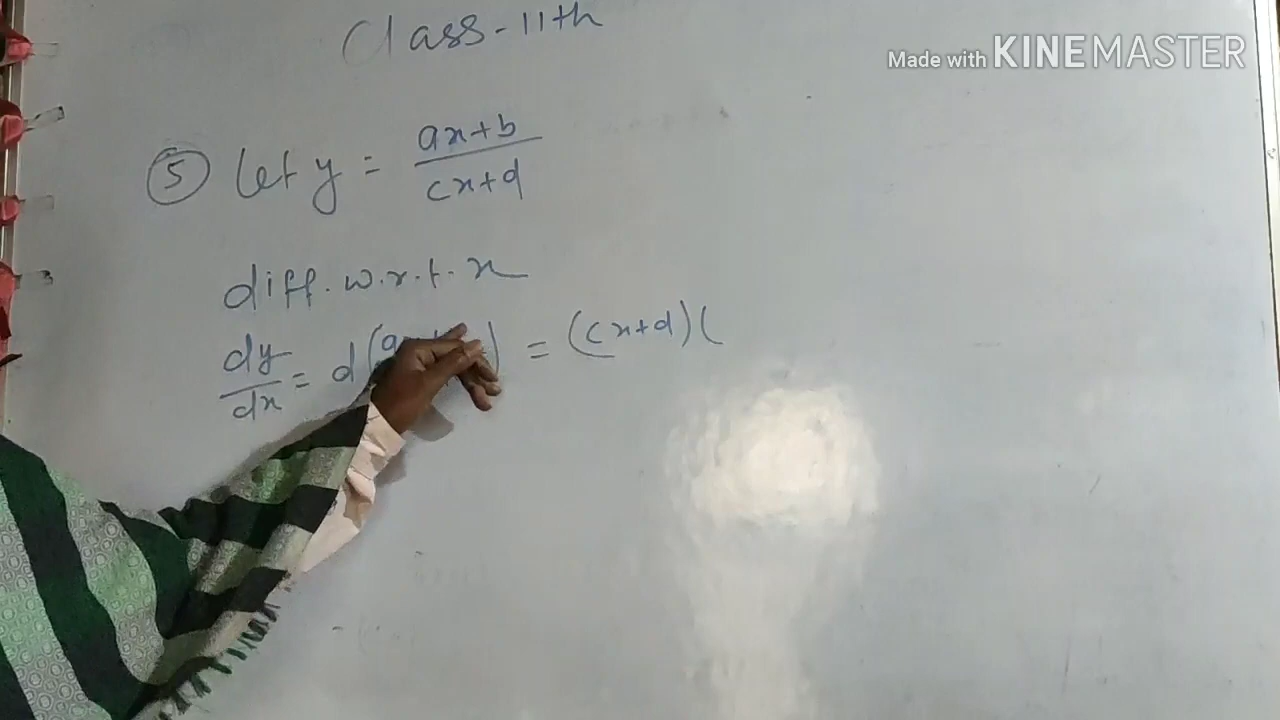 Class-11th
Made with KINEMASTER
⑤ Let y = ax+b / cx+d
diff. w.r.t. x
dy/dx = d( ) = (cx+d)(